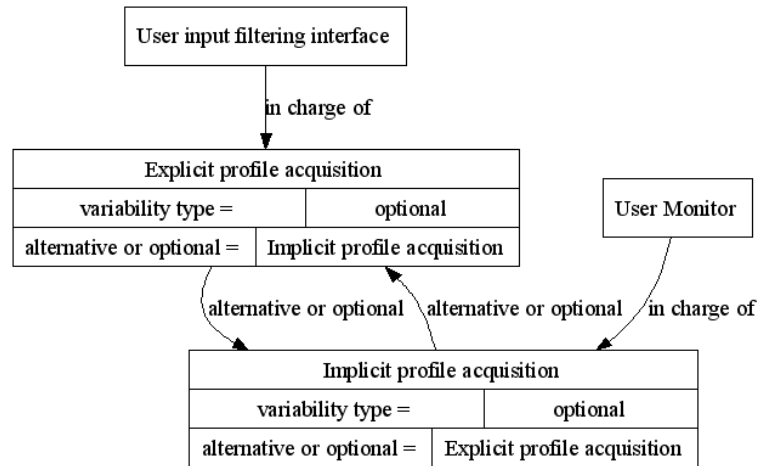 User input filtering interface
in charge of
Explicit profile acquisition
variability type = optional
User Monitor
alternative or optional = Implicit profile acquisition
alternative or optional alternative or optional in charge of
Implicit profile acquisition
variability type = optional
alternative or optional = Explicit profile acquisition